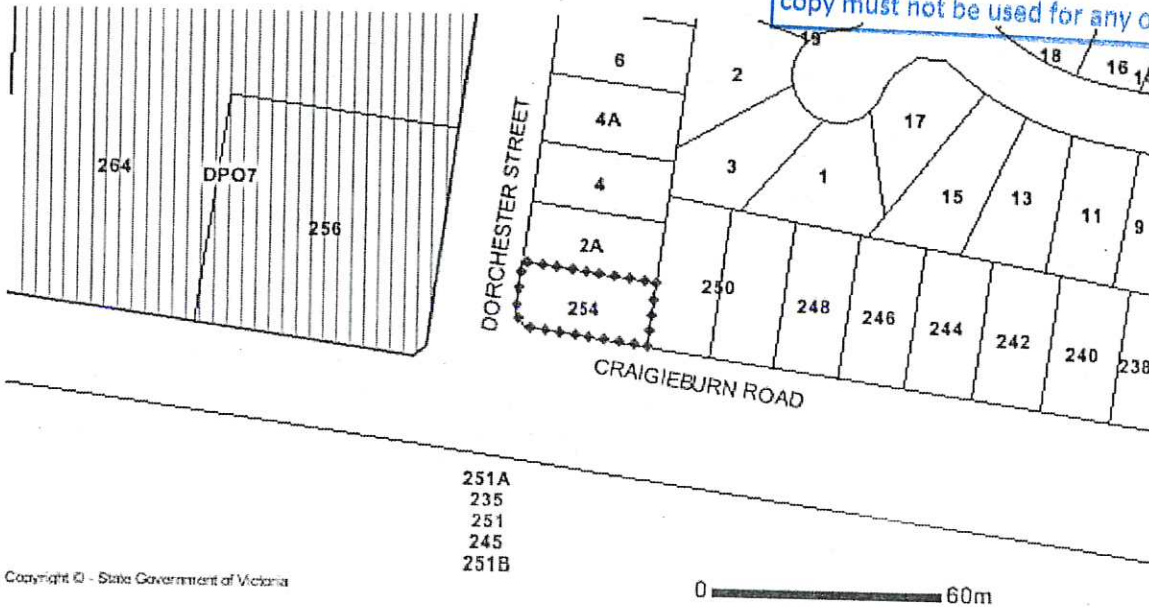 copy must not be used for any o
19
18
16
6
2
17
4A
3
1
15
13
11
9
264
DPO7
256
4
2A
254
DORCHESTER STREET
250
248
246
244
242
240
238
CRAIGIEBURN ROAD
251A
235
251
245
251B
Copyright © - State Government of Victoria
0 60m